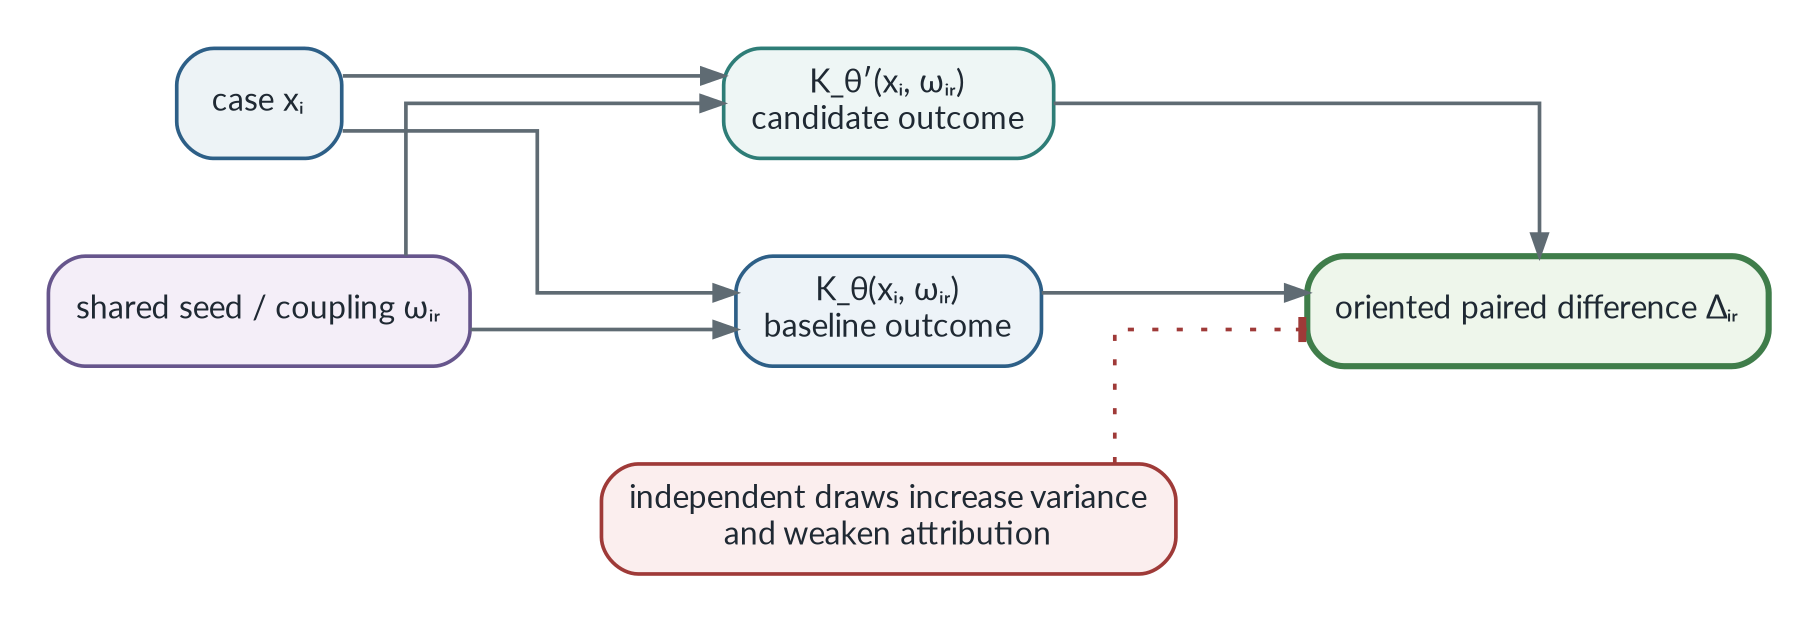 case xᵢ
K_θ′(xᵢ, ωᵢᵣ)
candidate outcome
shared seed / coupling ωᵢᵣ
K_θ(xᵢ, ωᵢᵣ)
baseline outcome
oriented paired difference Δᵢᵣ
independent draws increase variance
and weaken attribution